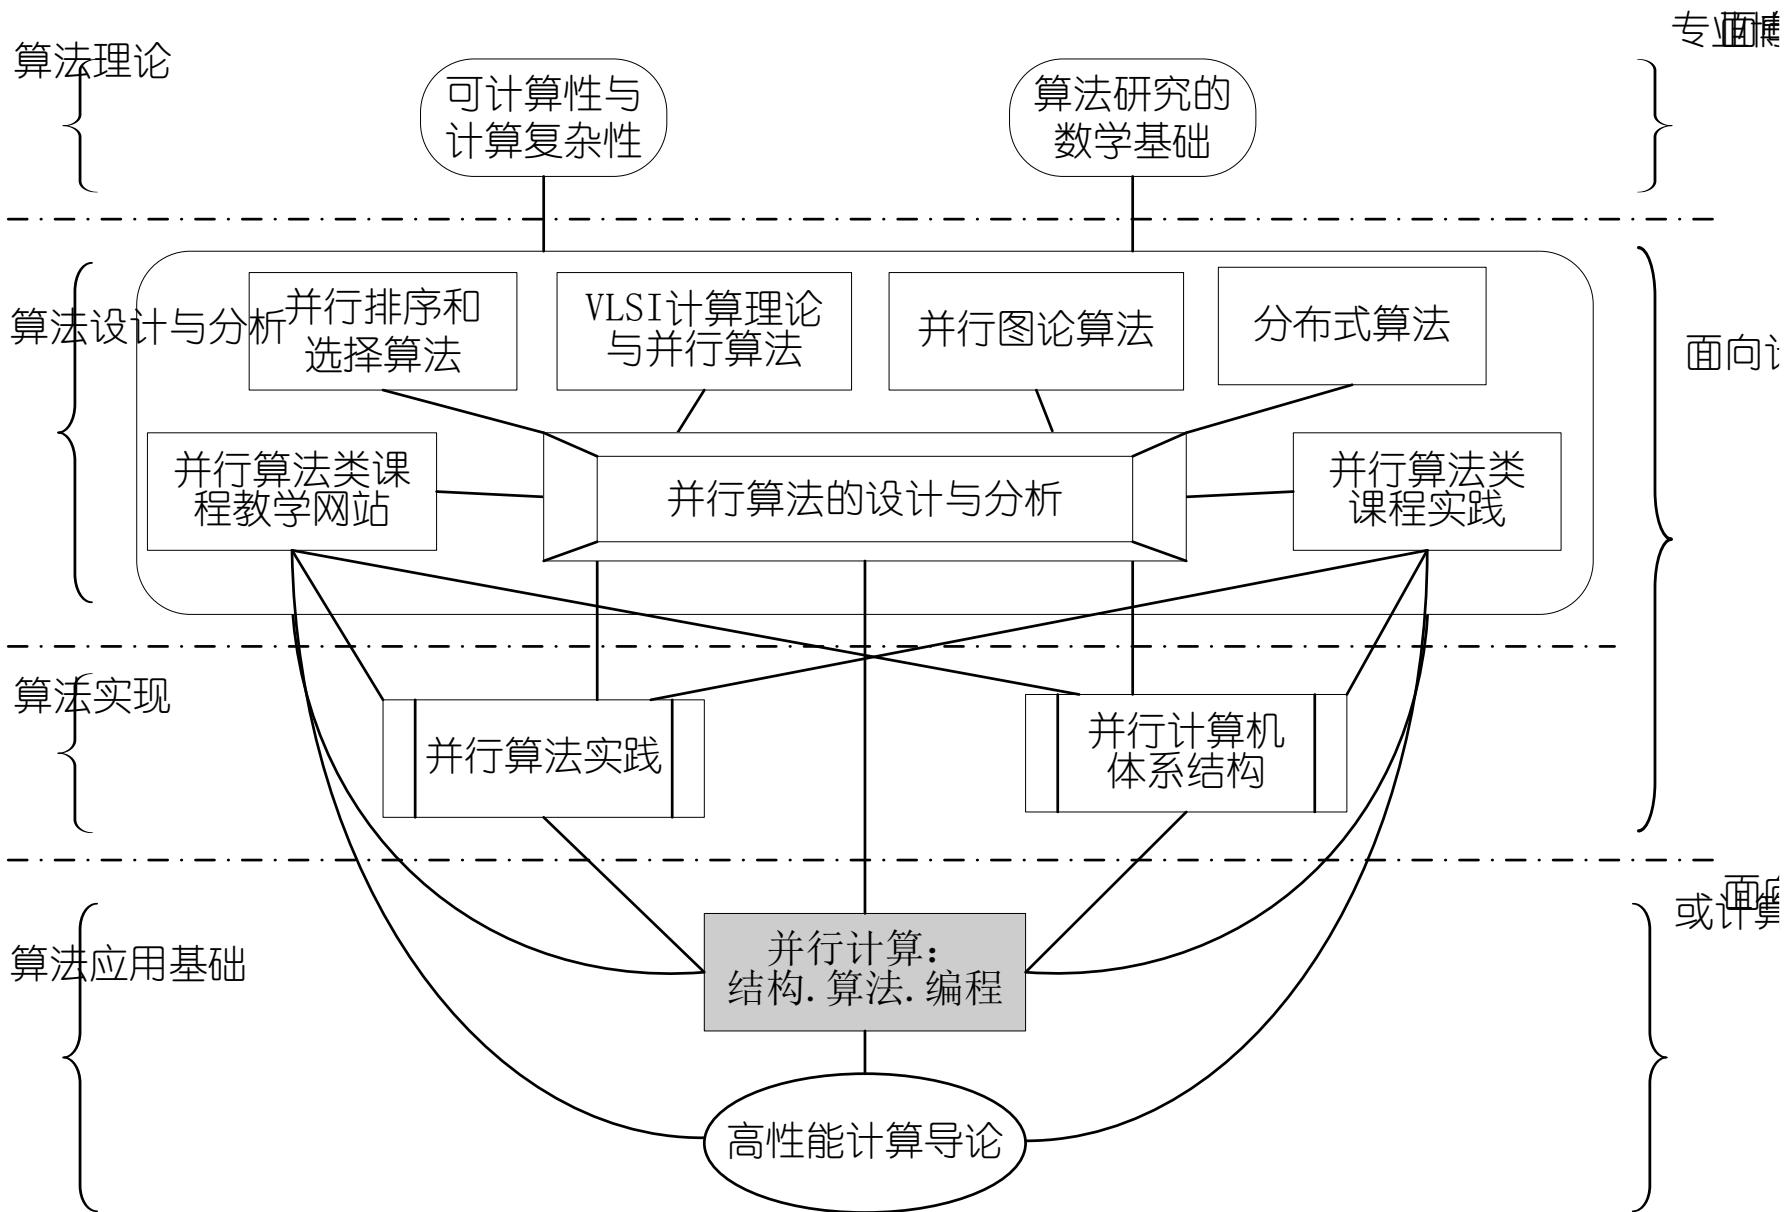 算法理论
专业
可计算性与
计算复杂性
算法研究的
数学基础
算法设计与分析
并行排序和
选择算法
VLSI计算理论
与并行算法
并行图论算法
分布式算法
面向
并行算法类课
程教学网站
并行算法的设计与分析
并行算法类
课程实践
算法实现
并行算法实践
并行计算机
体系结构
算法应用基础
面向
或计算
并行计算：
结构.算法.编程
高性能计算导论